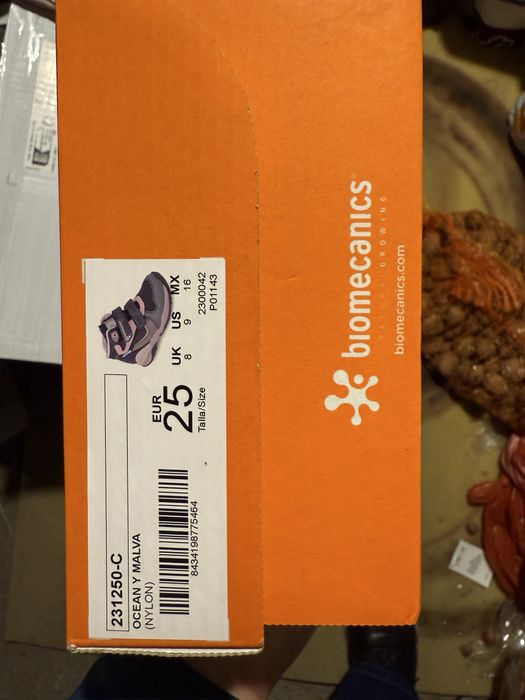 231250-C
OCEAN Y MALVA
(NYLON)
8434198775464
EUR
25
Talla/Size
UK US MX
8 9 16
2300042
P01143
biomecanics
NATURAL GROWING
biomecanics.com